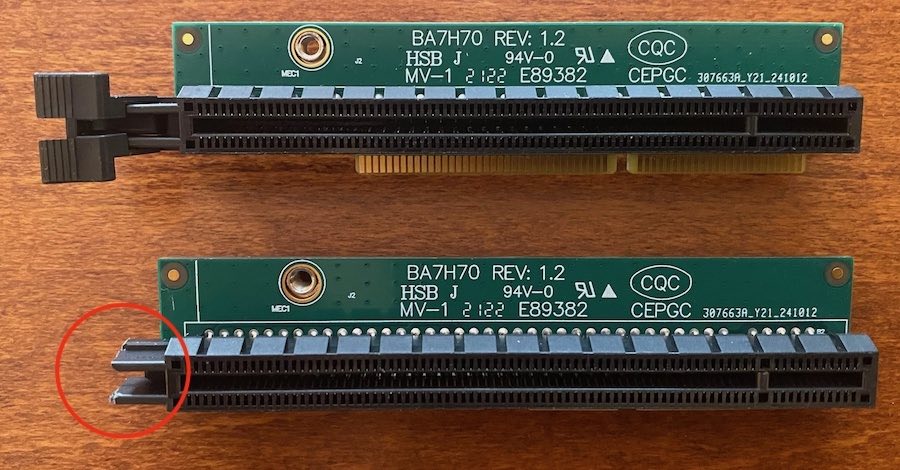 BA7H70 REV: 1.2
HSB J 94V-0
MV-1 2122 E89382
CQC
CEPGC
307663A_Y21_241012
MEC1
J2
BA7H70 REV: 1.2
HSB J 94V-0
MV-1 2122 E89382
CQC
CEPGC
307663A_Y21_241012
MEC1
J2